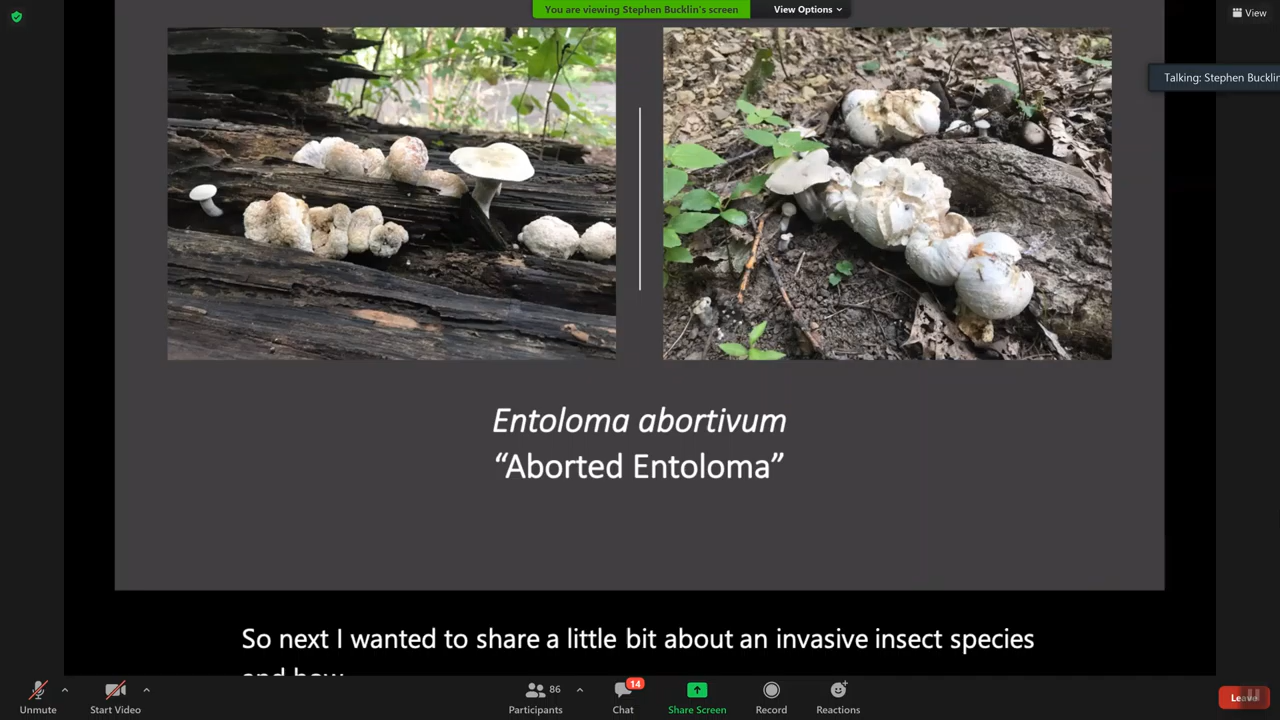 You are viewing Stephen Bucklin's screen
View Options
View
Talking: Stephen Bucklin
Entoloma abortivum
“Aborted Entoloma”
So next I wanted to share a little bit about an invasive insect species
and how
Unmute
Start Video
86
Participants
14
Chat
Share Screen
Record
Reactions
Leave